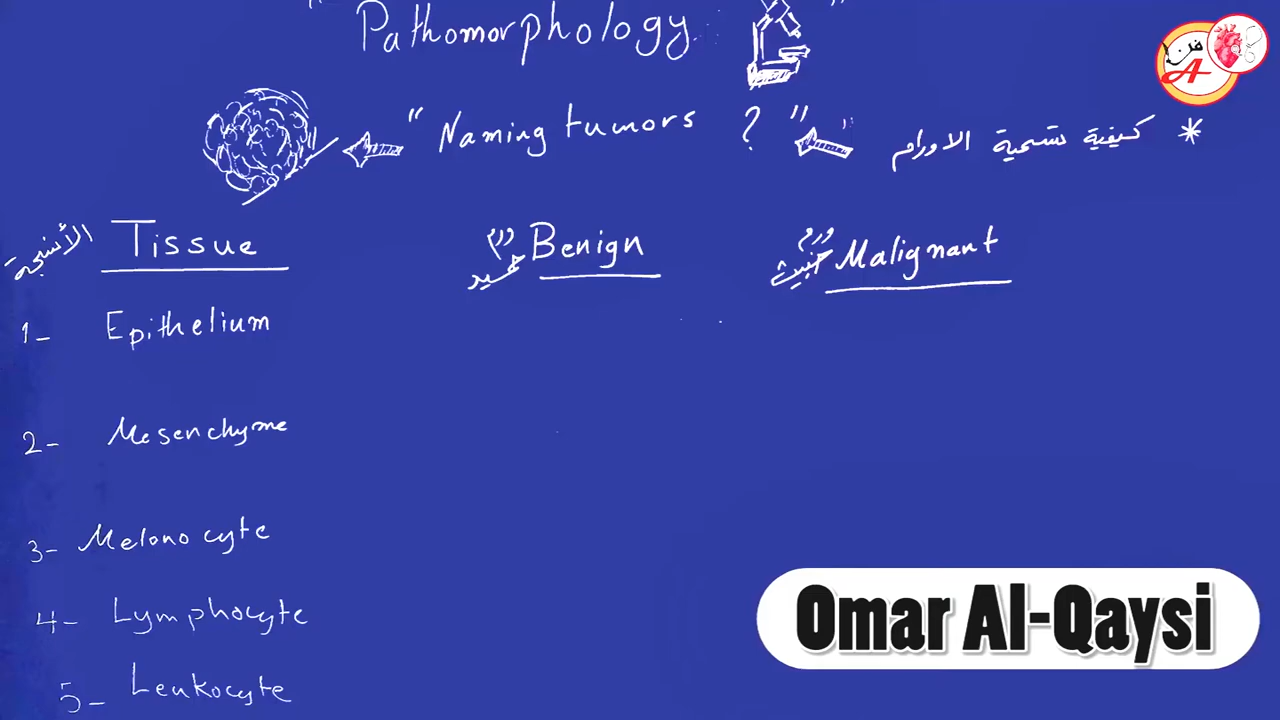 " Pathomorphology "
* كيفية تسمية الاورام " Naming tumors ? "
الأنسجة Tissue
ورم حميد Benign
ورم خبيث Malignant
1- Epithelium
2- Mesenchyme
3- Melonocyte
4- Lymphocyte
5- Leukocyte
Omar Al-Qaysi
فن
A